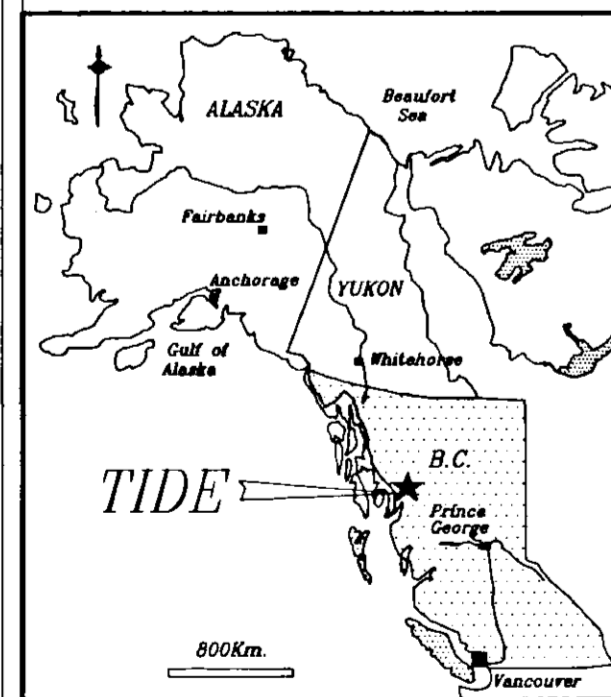 ALASKA
Beaufort
Sea
Fairbanks
Anchorage
YUKON
Gulf of
Alaska
Whitehorse
B.C.
TIDE
Prince
George
800Km.
Vancouver